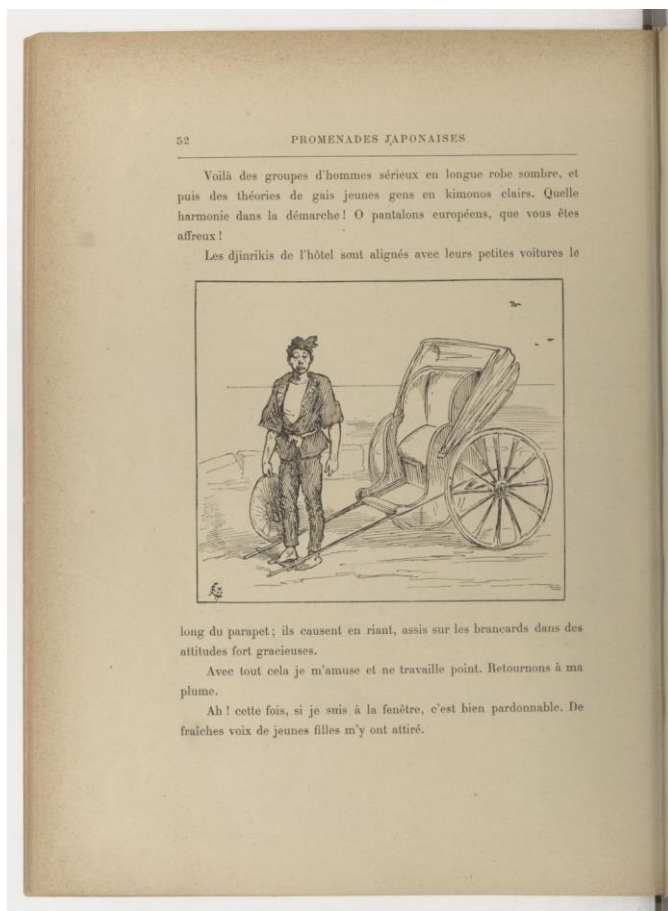 52 PROMENADES JAPONAISES
Voilà des groupes d'hommes sérieux en longue robe sombre, et
puis des théories de gais jeunes gens en kimonos clairs. Quelle
harmonie dans la démarche ! O pantalons européens, que vous êtes
affreux !
Les djinrikis de l'hôtel sont alignés avec leurs petites voitures le
long du parapet ; ils causent en riant, assis sur les brancards dans des
attitudes fort gracieuses.
Avec tout cela je m'amuse et ne travaille point. Retournons à ma
plume.
Ah ! cette fois, si je suis à la fenêtre, c'est bien pardonnable. De
fraîches voix de jeunes filles m'y ont attiré.